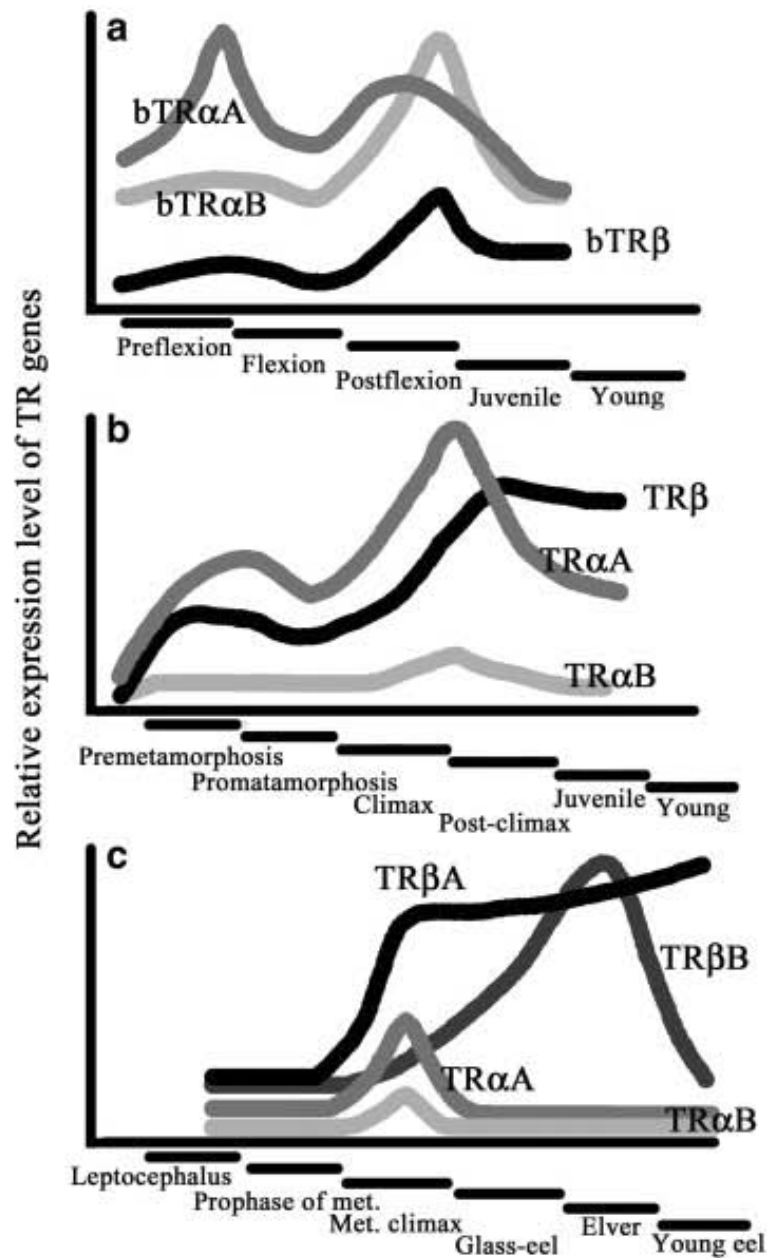 Relative expression level of TR genes
a
bTRαA
bTRαB
bTRβ
Preflexion
Flexion
Postflexion
Juvenile
Young
b
TRβ
TRαA
TRαB
Premetamorphosis
Promatamorphosis
Climax
Post-climax
Juvenile
Young
c
TRβA
TRβB
TRαA
TRαB
Leptocephalus
Prophase of met.
Met. climax
Glass-eel
Elver
Young eel